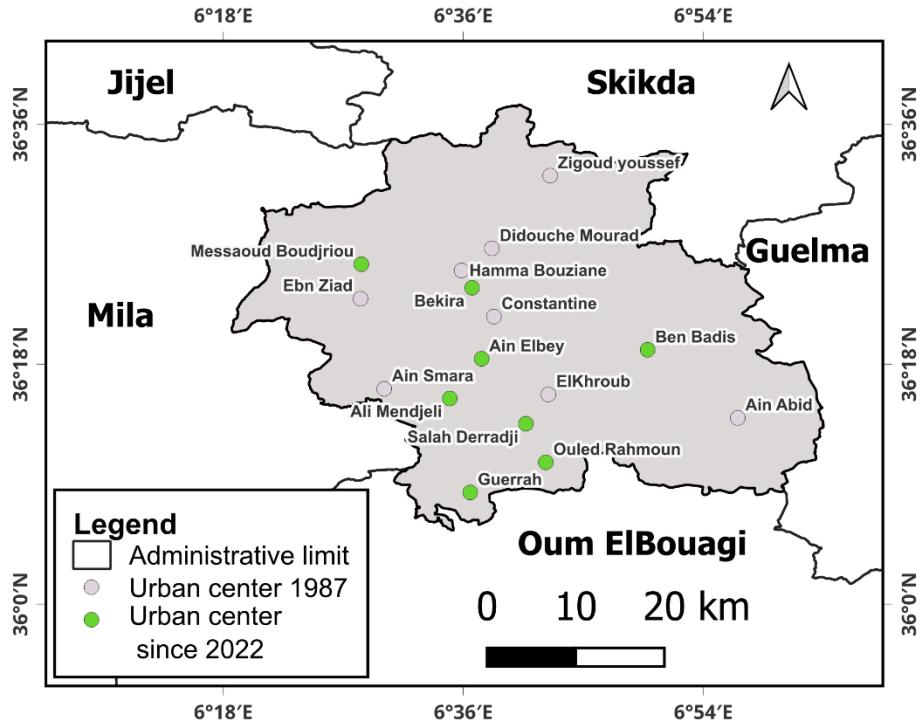 6°18′E 6°36′E 6°54′E
Jijel
Skikda
36°36′N 36°36′N
Zigoud youssef
Didouche Mourad
Guelma
Messaoud Boudjriou
Hamma Bouziane
Ebn Ziad
Bekira
Constantine
Mila
Ben Badis
Ain Elbey
36°18′N 36°18′N
Ain Smara
ElKhroub
Ain Abid
Ali Mendjeli
Salah Derradji
Ouled.Rahmoun
Guerrah
Legend
Administrative limit
Urban center 1987
Urban center
since 2022
Oum ElBouagi
0 10 20 km
36°0′N 36°0′N
6°18′E 6°36′E 6°54′E